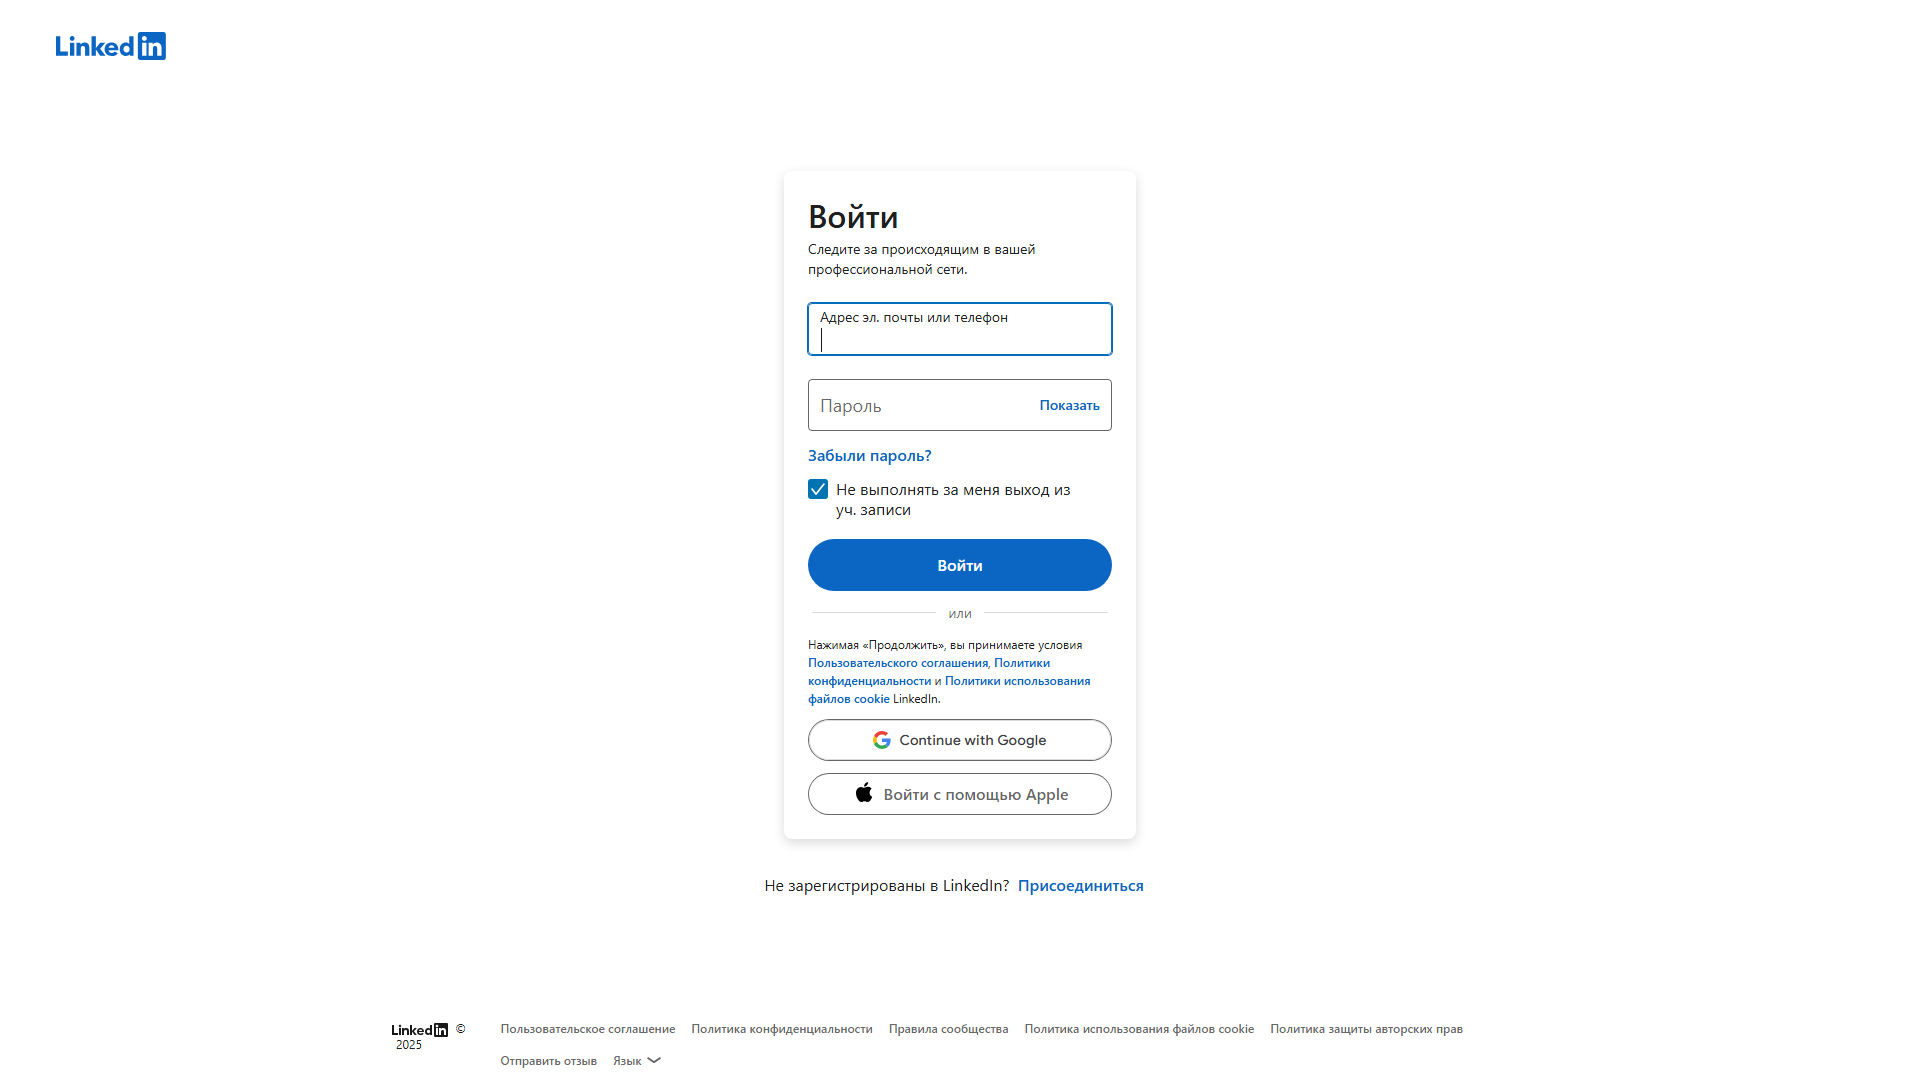 Linkedin
Войти
Следите за происходящим в вашей
профессиональной сети.
Адрес эл. почты или телефон
Пароль
Показать
Забыли пароль?
Не выполнять за меня выход из
уч. записи
Войти
или
Нажимая «Продолжить», вы принимаете условия
Пользовательского соглашения, Политики
конфиденциальности и Политики использования
файлов cookie LinkedIn.
Continue with Google
Войти с помощью Apple
Не зарегистрированы в LinkedIn? Присоединиться
Linkedin ©
2025
Пользовательское соглашение Политика конфиденциальности Правила сообщества Политика использования файлов cookie Политика защиты авторских прав
Отправить отзыв Язык